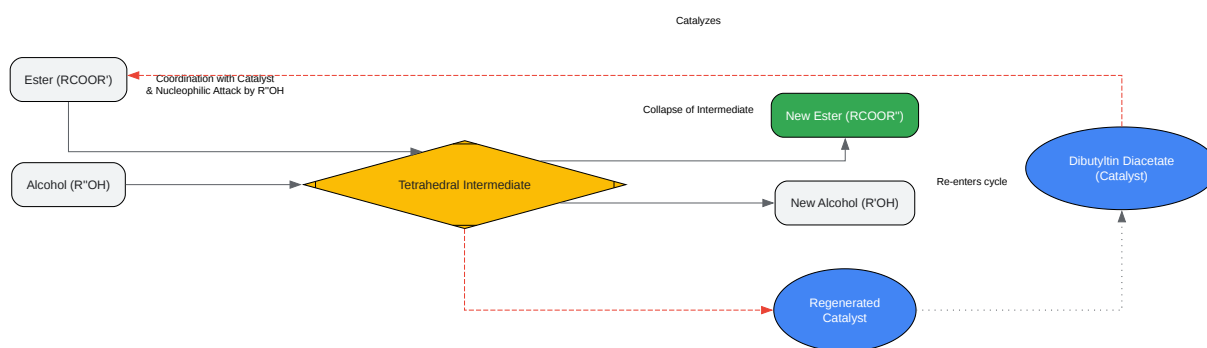 Catalyzes
Ester (RCOOR')
Coordination with Catalyst
& Nucleophilic Attack by R"OH
Collapse of Intermediate
New Ester (RCOOR")
Dibutyltin Diacetate
(Catalyst)
Alcohol (R"OH)
Tetrahedral Intermediate
New Alcohol (R'OH)
Re-enters cycle
Regenerated
Catalyst